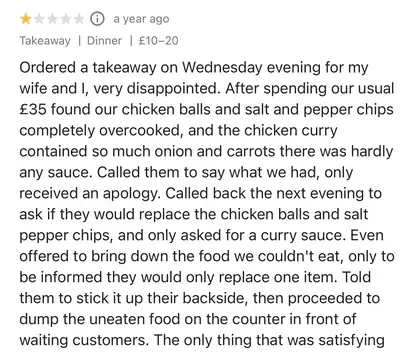 a year ago
Takeaway | Dinner | £10–20
Ordered a takeaway on Wednesday evening for my
wife and I, very disappointed. After spending our usual
£35 found our chicken balls and salt and pepper chips
completely overcooked, and the chicken curry
contained so much onion and carrots there was hardly
any sauce. Called them to say what we had, only
received an apology. Called back the next evening to
ask if they would replace the chicken balls and salt
pepper chips, and only asked for a curry sauce. Even
offered to bring down the food we couldn't eat, only to
be informed they would only replace one item. Told
them to stick it up their backside, then proceeded to
dump the uneaten food on the counter in front of
waiting customers. The only thing that was satisfying